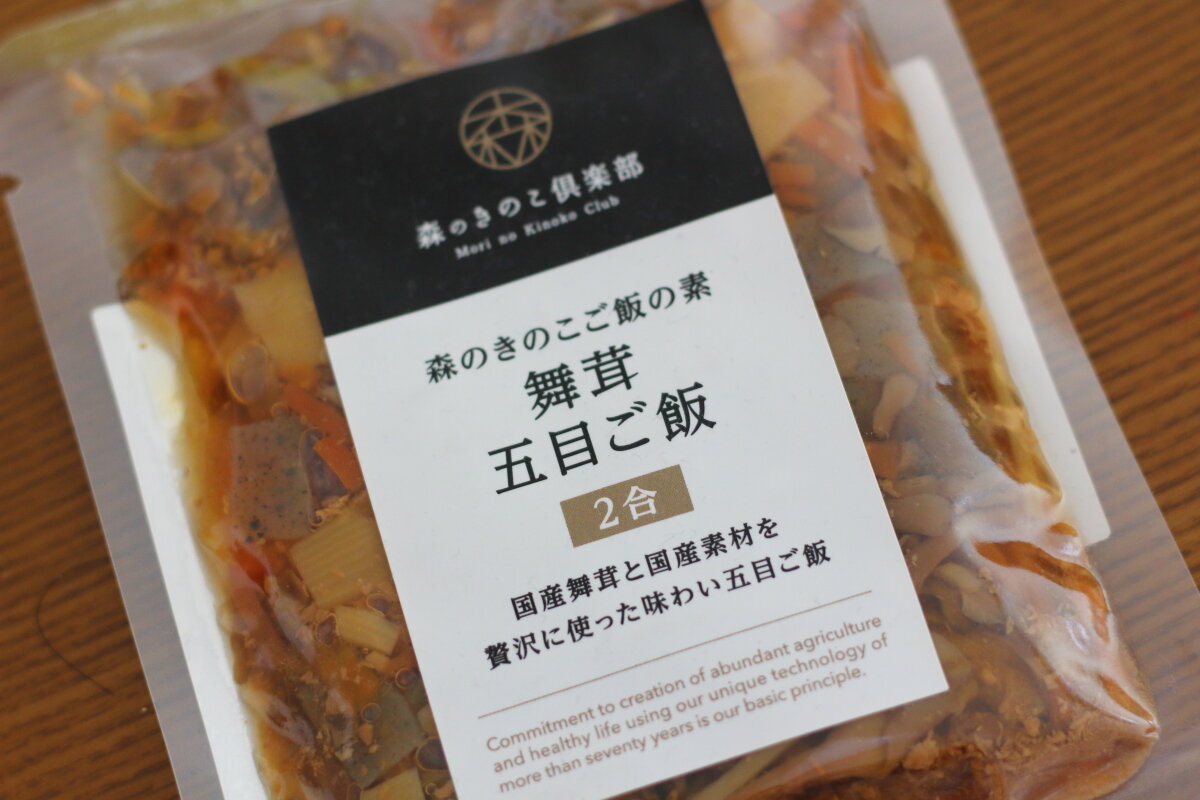 森のきのこ倶楽部
Mori no Kinoko Club
森のきのこご飯の素
舞茸
五目ご飯
2合
国産舞茸と国産素材を
贅沢に使った味わい五目ご飯
Commitment to creation of abundant agriculture
and healthy life using our unique technology of
more than seventy years is our basic principle.